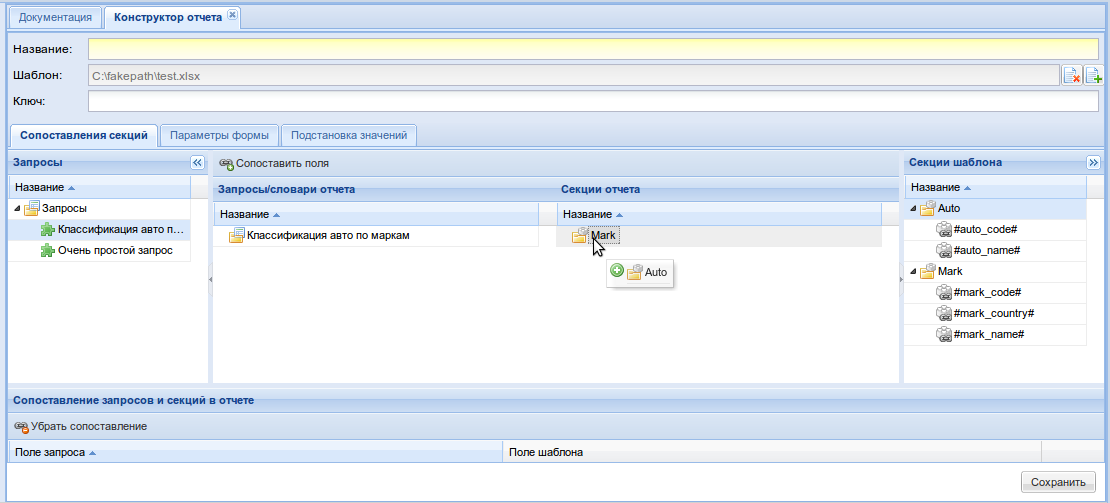 Документация Конструктор отчета
Название:
Шаблон: C:\fakepath\test.xlsx
Ключ:
Сопоставления секций Параметры формы Подстановка значений
Запросы
Название
Запросы
Классификация авто п...
Очень простой запрос
Сопоставить поля
Запросы/словари отчета Секции отчета
Название Название
Классификация авто по маркам Mark
Auto
Секции шаблона
Название
Auto
#auto_code#
#auto_name#
Mark
#mark_code#
#mark_country#
#mark_name#
Сопоставление запросов и секций в отчете
Убрать сопоставление
Поле запроса Поле шаблона
Сохранить